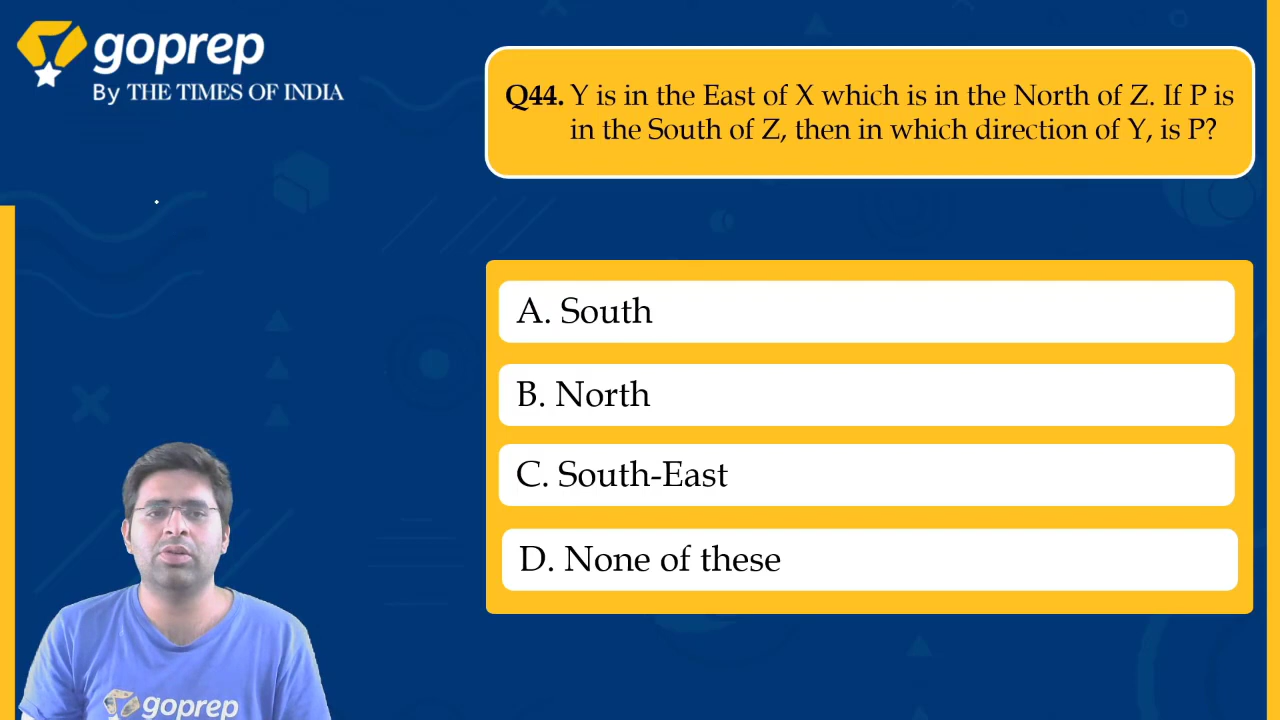 goprep
By THE TIMES OF INDIA
Q44. Y is in the East of X which is in the North of Z. If P is
in the South of Z, then in which direction of Y, is P?
A. South
B. North
C. South-East
D. None of these
goprep